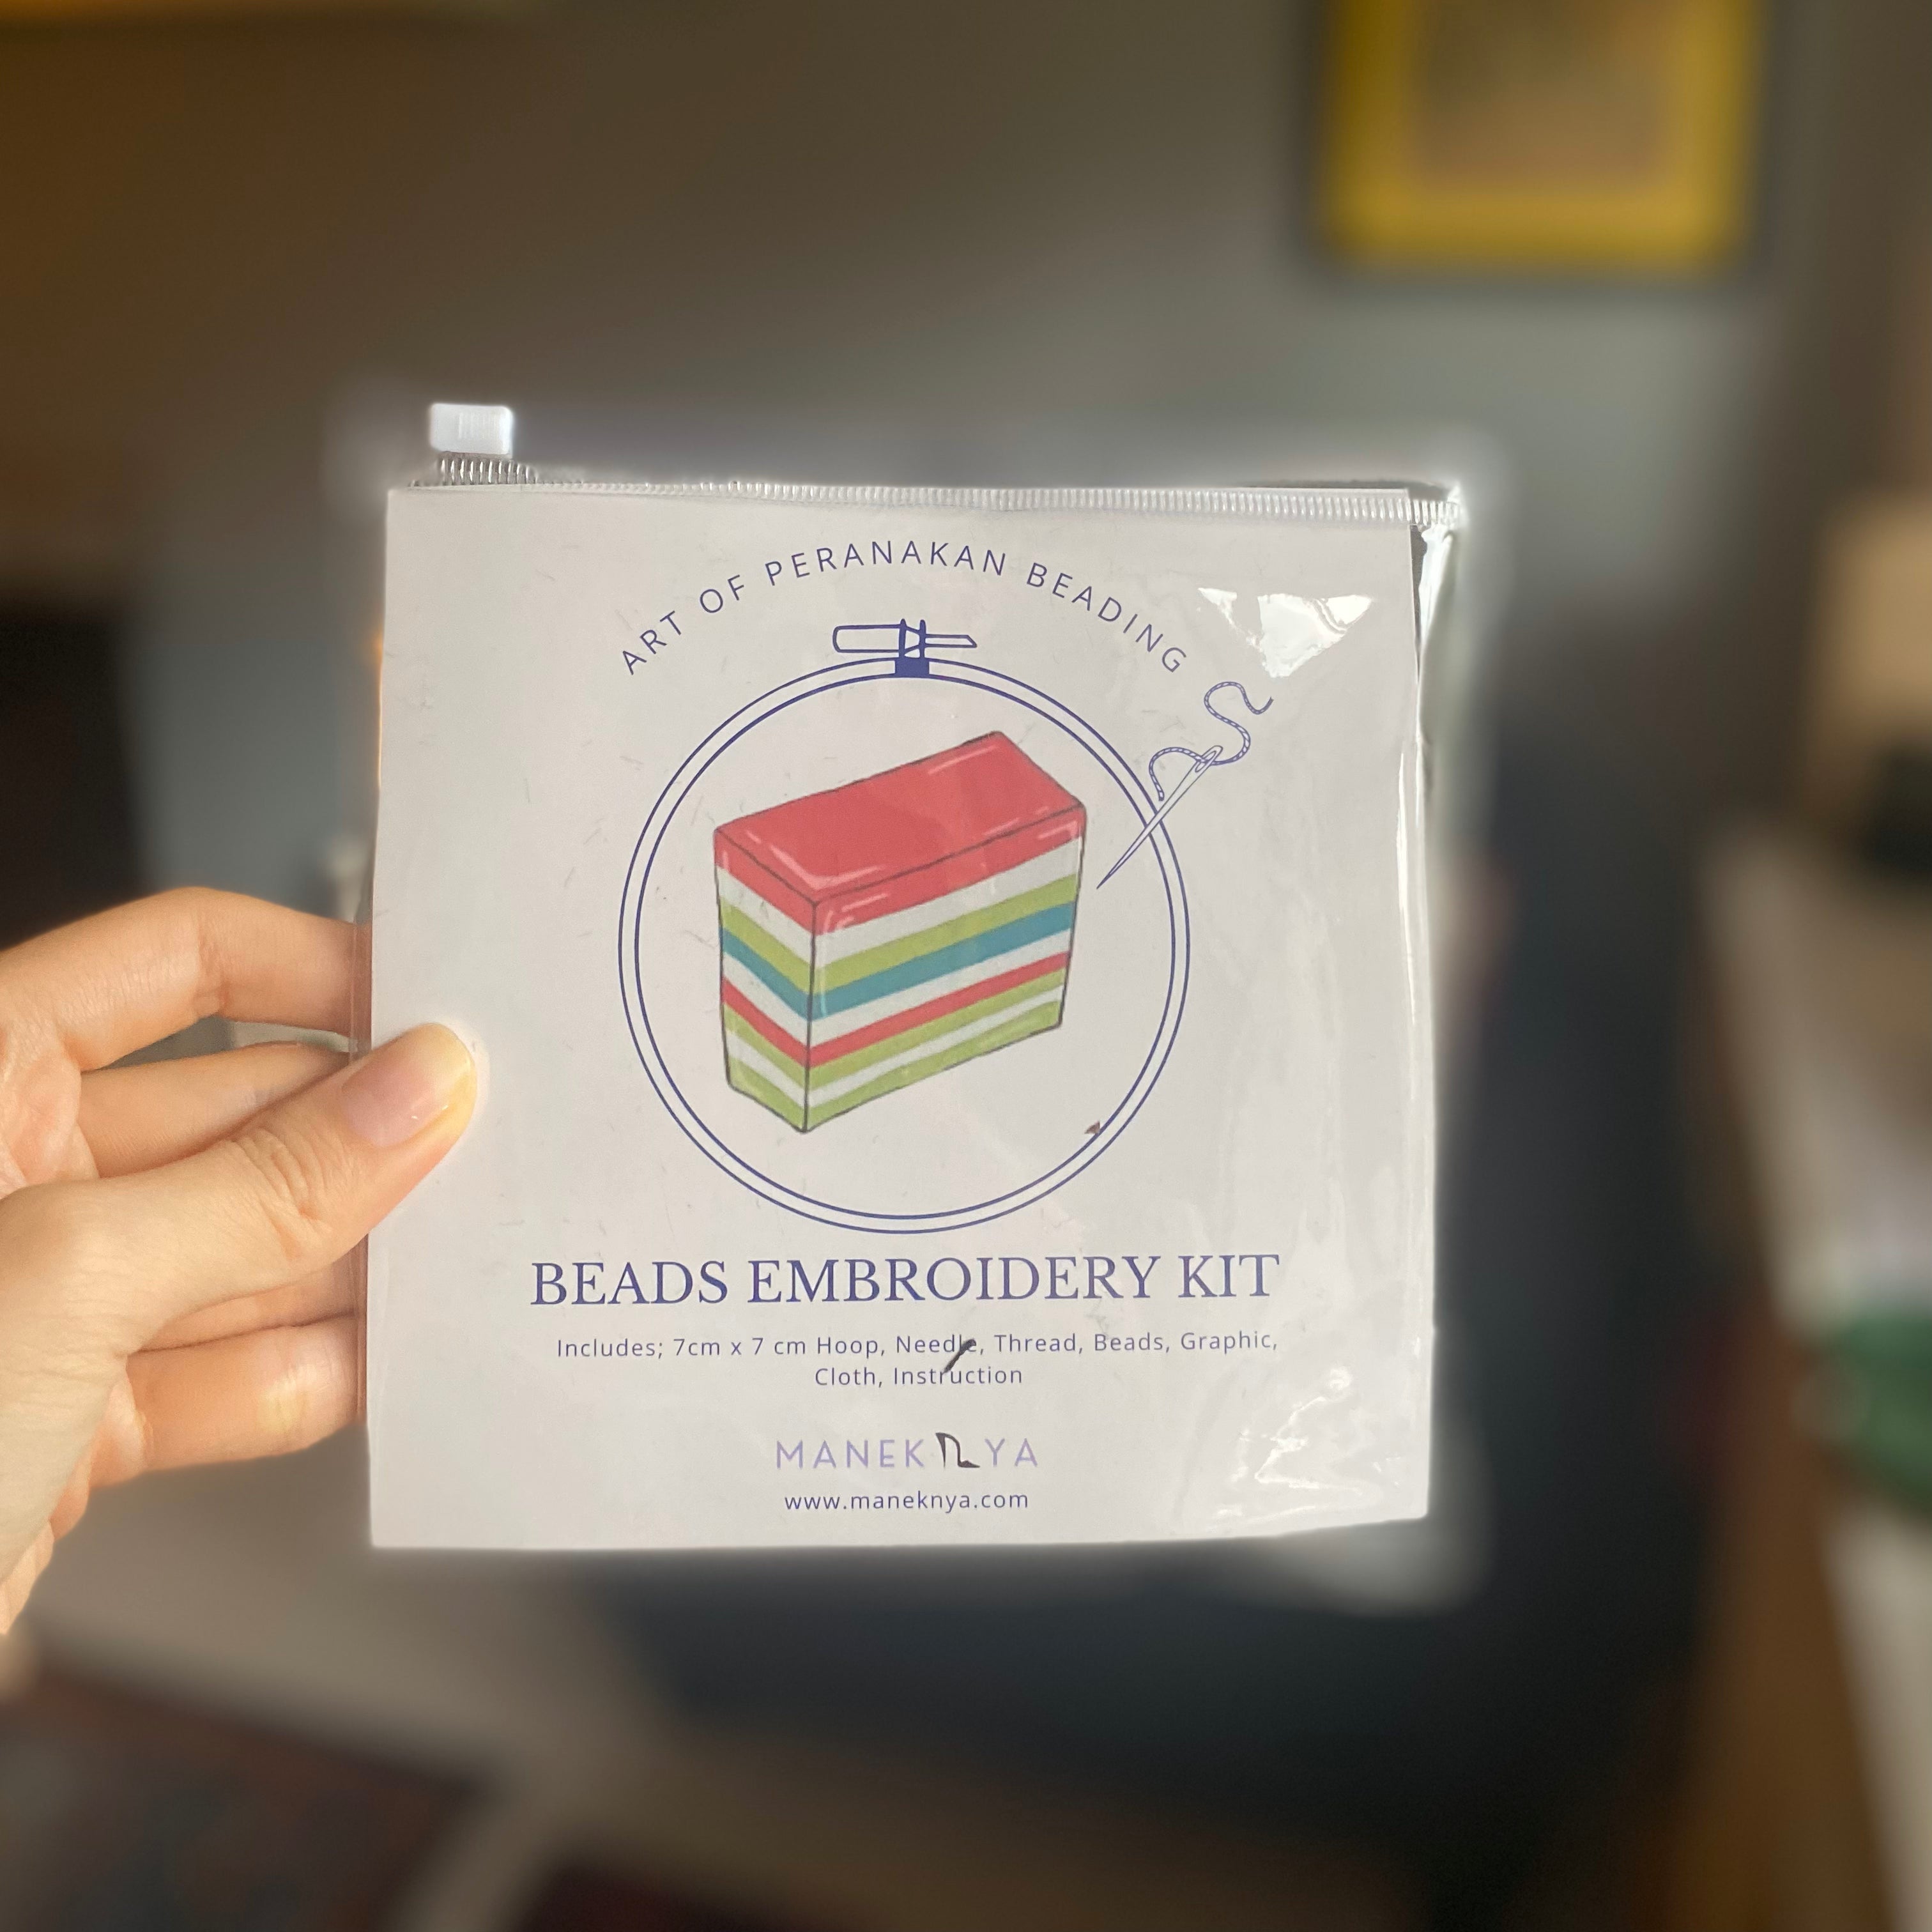 ART OF PERANAKAN BEADING
BEADS EMBROIDERY KIT
Includes; 7cm x 7 cm Hoop, Needle, Thread, Beads, Graphic,
Cloth, Instruction
MANEKNYA
www.maneknya.com